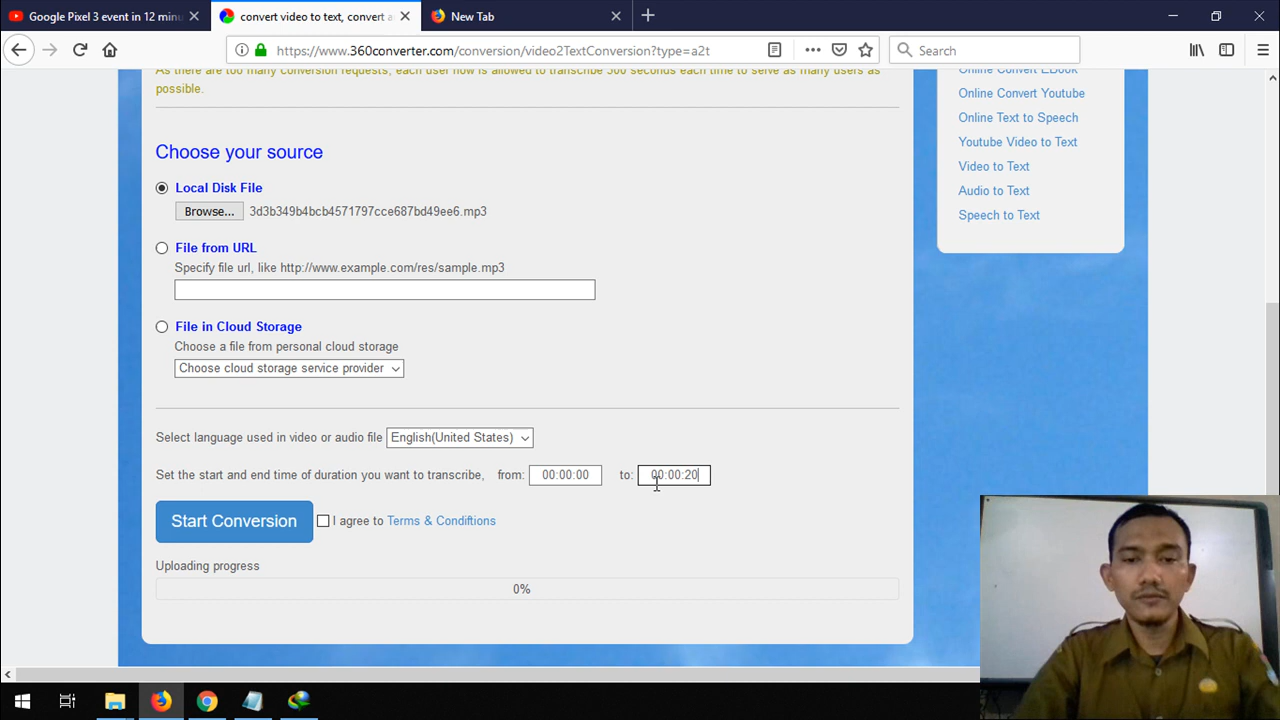 Google Pixel 3 event in 12 minu
convert video to text, convert a
New Tab
https://www.360converter.com/conversion/video2TextConversion?type=a2t
Search
As there are too many conversion requests, each user now is allowed to transcribe 300 seconds each time to serve as many users as
possible.
Choose your source
Local Disk File
Browse... 3d3b349b4bcb4571797cce687bd49ee6.mp3
File from URL
Specify file url, like http://www.example.com/res/sample.mp3
File in Cloud Storage
Choose a file from personal cloud storage
Choose cloud storage service provider
Select language used in video or audio file English(United States)
Set the start and end time of duration you want to transcribe, from: 00:00:00 to: 00:00:20
Start Conversion I agree to Terms & Conditions
Uploading progress
0%
Online Convert EBook
Online Convert Youtube
Online Text to Speech
Youtube Video to Text
Video to Text
Audio to Text
Speech to Text